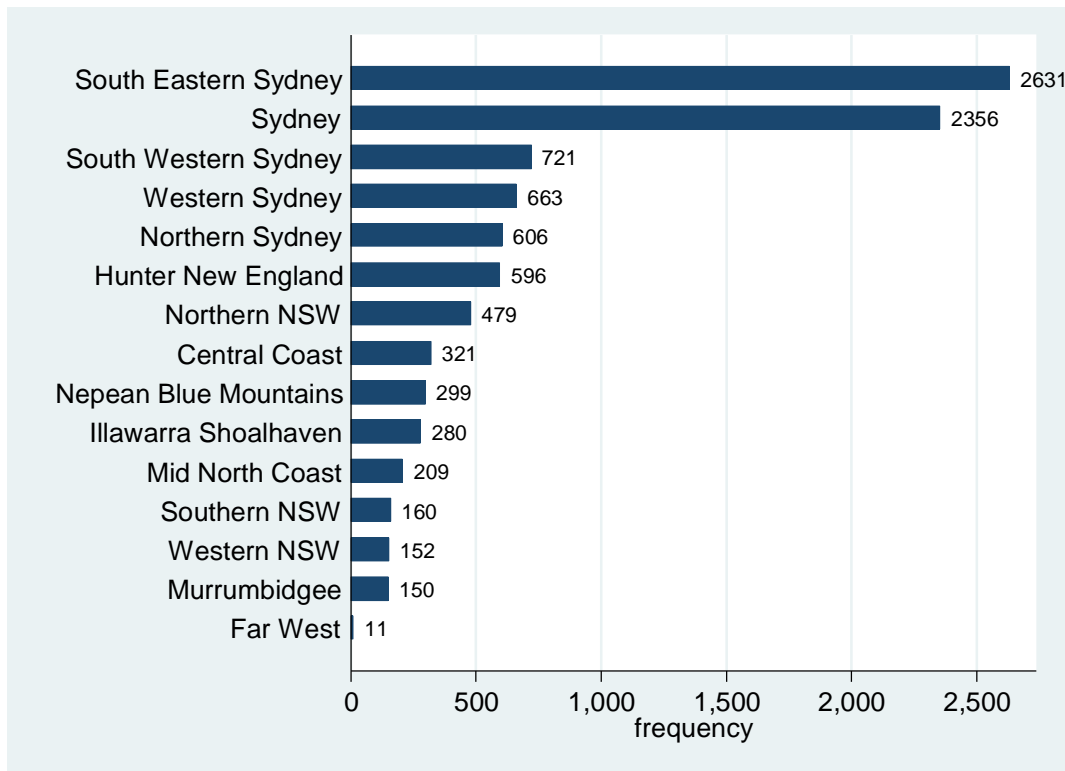 South Eastern Sydney 2631
Sydney 2356
South Western Sydney 721
Western Sydney 663
Northern Sydney 606
Hunter New England 596
Northern NSW 479
Central Coast 321
Nepean Blue Mountains 299
Illawarra Shoalhaven 280
Mid North Coast 209
Southern NSW 160
Western NSW 152
Murrumbidgee 150
Far West 11
0 500 1,000 1,500 2,000 2,500
frequency